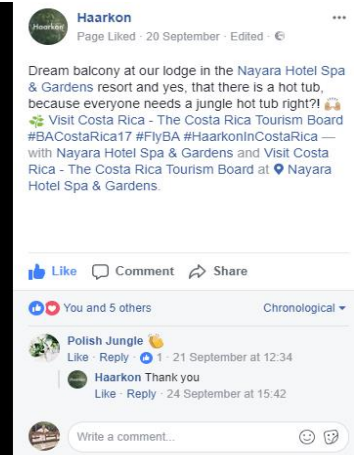 Haarkon
Haarkon
Page Liked · 20 September · Edited ·
Dream balcony at our lodge in the Nayara Hotel Spa
& Gardens resort and yes, that there is a hot tub,
because everyone needs a jungle hot tub right?! 🙌
🌿 Visit Costa Rica - The Costa Rica Tourism Board
#BACostaRica17 #FlyBA #HaarkonInCostaRica —
with Nayara Hotel Spa & Gardens and Visit Costa
Rica - The Costa Rica Tourism Board at Nayara
Hotel Spa & Gardens.
Like Comment Share
You and 5 others Chronological
Polish Jungle 👏
Like · Reply · 1 · 21 September at 12:34
Haarkon Thank you
Like · Reply · 24 September at 15:42
Write a comment...